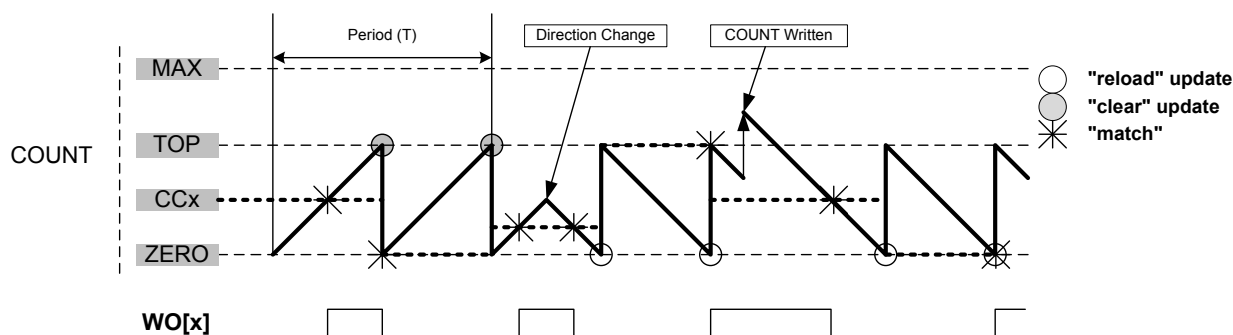 Period (T)
Direction Change
COUNT Written
MAX
"reload" update
"clear" update
"match"
TOP
COUNT
CCx
ZERO
WO[x]